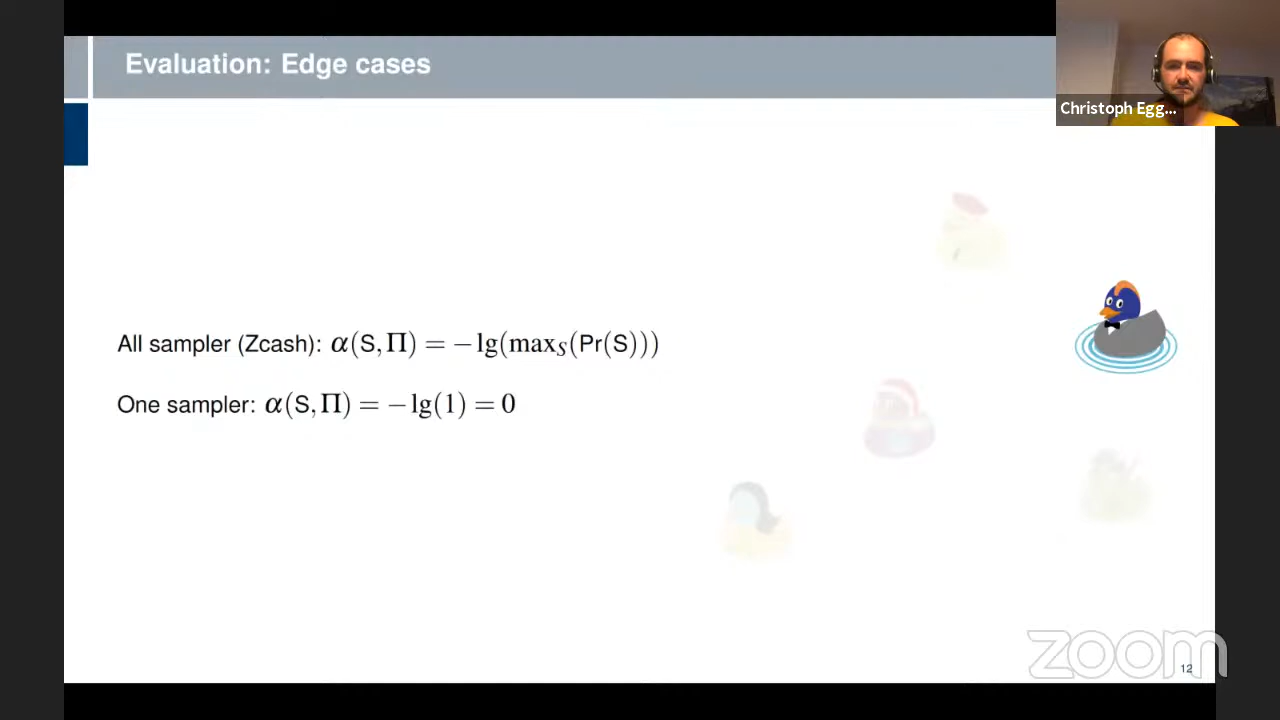 Evaluation: Edge cases
Christoph Egg...
All sampler (Zcash): α(S,Π) = −lg(max_S(Pr(S)))
One sampler: α(S,Π) = −lg(1) = 0
zoom
12